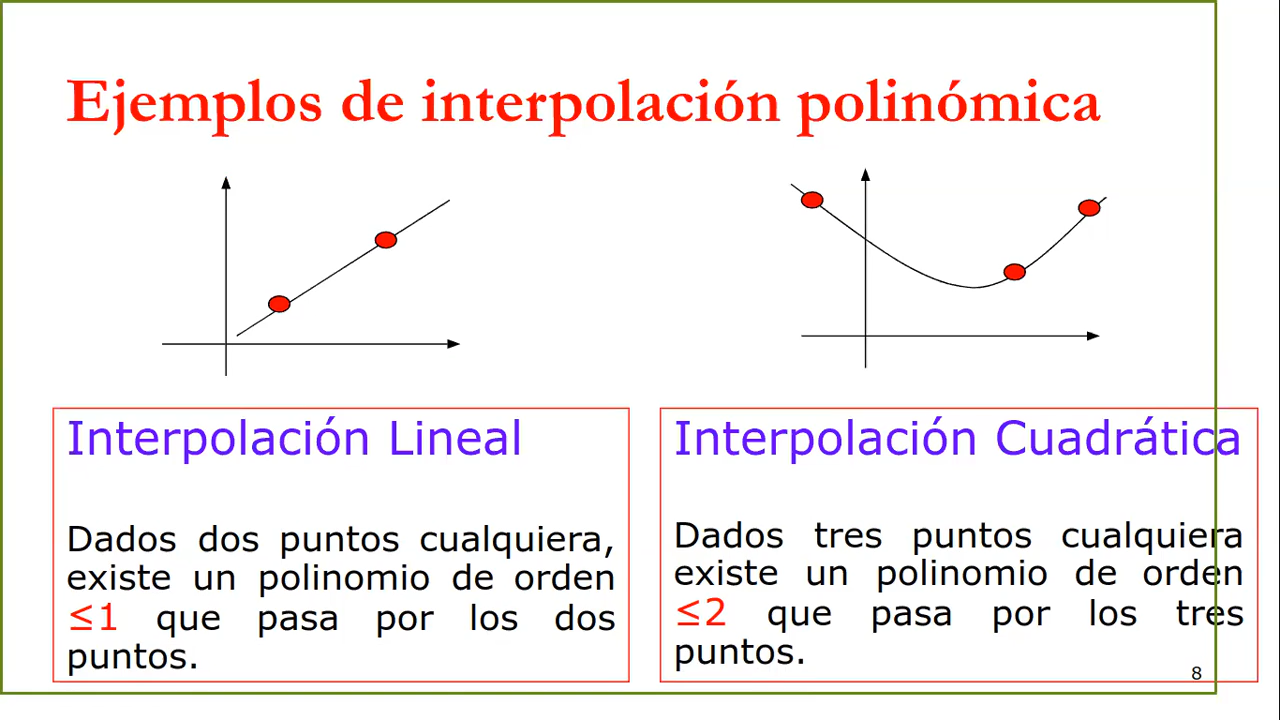 Ejemplos de interpolación polinómica
Interpolación Lineal
Dados dos puntos cualquiera,
existe un polinomio de orden
≤1 que pasa por los dos
puntos.
Interpolación Cuadrática
Dados tres puntos cualquiera
existe un polinomio de orden
≤2 que pasa por los tres
puntos.
8